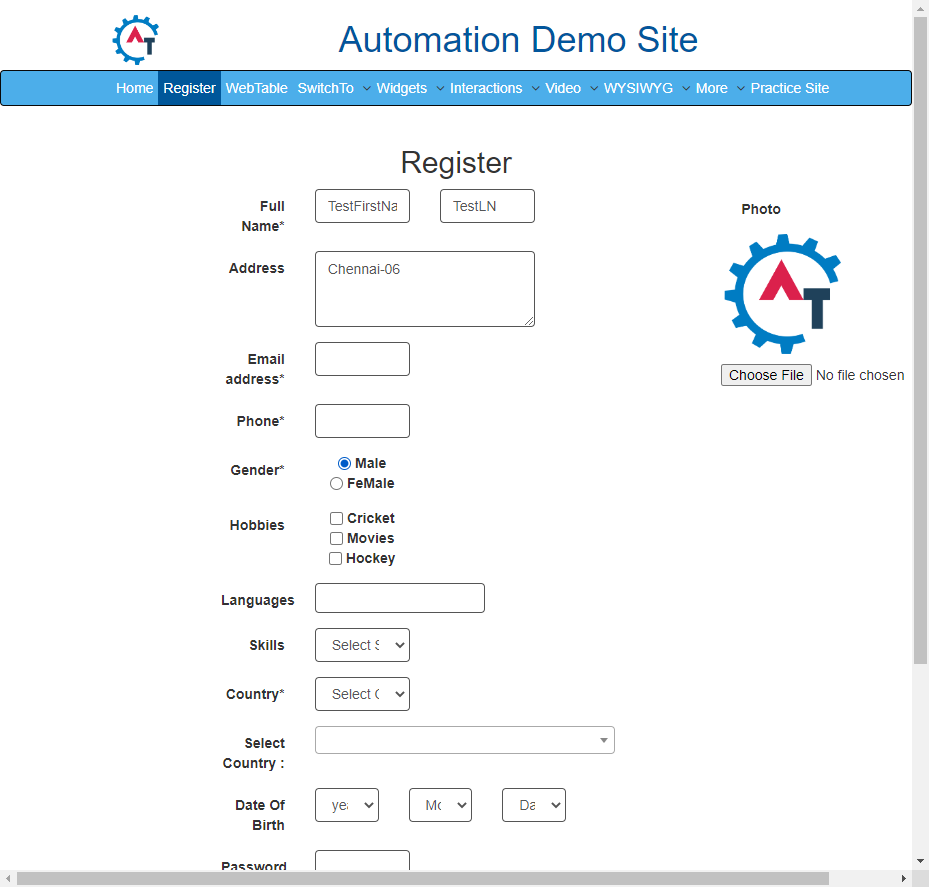 Automation Demo Site
Home Register WebTable SwitchTo Widgets Interactions Video WYSIWYG More Practice Site
Register
Full Name* TestFirstNa TestLN
Photo
Address Chennai-06
Email address*
Choose File No file chosen
Phone*
Gender* Male
FeMale
Hobbies Cricket
Movies
Hockey
Languages
Skills Select S
Country* Select C
Select Country :
Date Of Birth yea Mo Da
Password